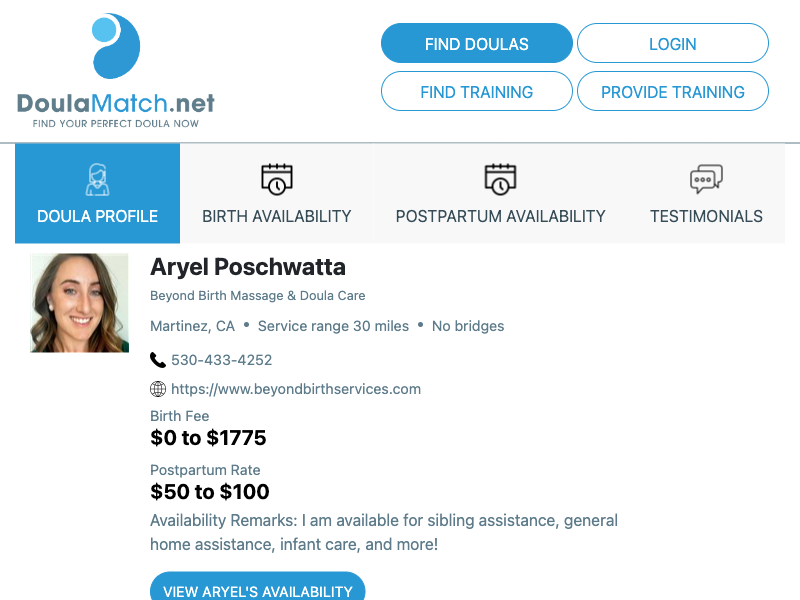 DoulaMatch.net
FIND YOUR PERFECT DOULA NOW
FIND DOULAS
LOGIN
FIND TRAINING
PROVIDE TRAINING
DOULA PROFILE
BIRTH AVAILABILITY
POSTPARTUM AVAILABILITY
TESTIMONIALS
Aryel Poschwatta
Beyond Birth Massage & Doula Care
Martinez, CA • Service range 30 miles • No bridges
530-433-4252
https://www.beyondbirthservices.com
Birth Fee
$0 to $1775
Postpartum Rate
$50 to $100
Availability Remarks: I am available for sibling assistance, general
home assistance, infant care, and more!
VIEW ARYEL'S AVAILABILITY